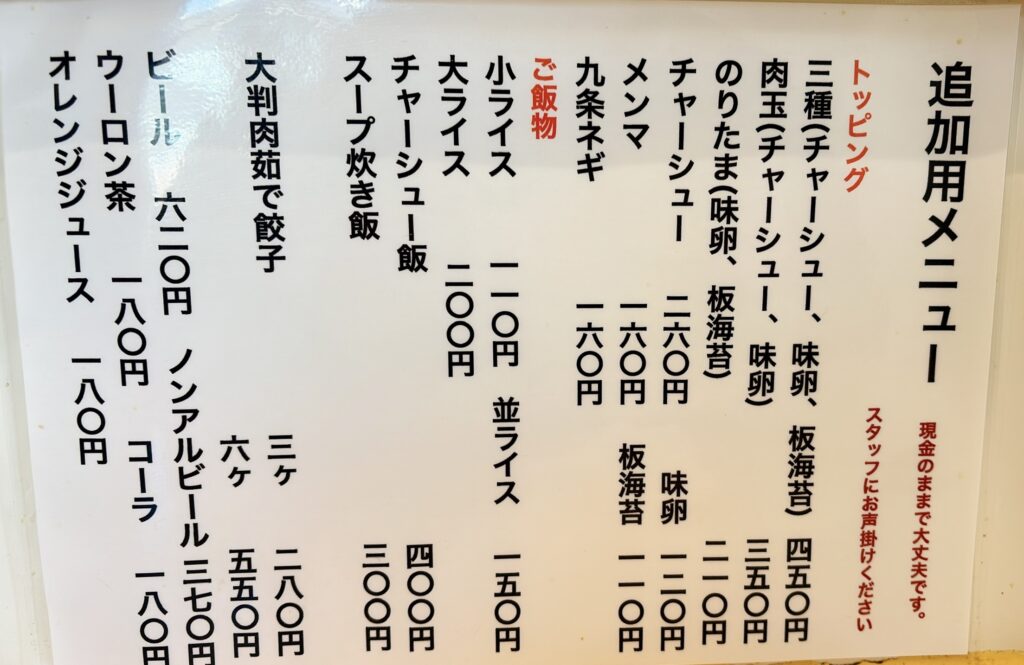 追加用メニュー
現金のままで大丈夫です。
スタッフにお声掛けください
トッピング
三種(チャーシュー、味卵、板海苔) 四五〇円
肉玉(チャーシュー、味卵) 三五〇円
のりたま(味卵、板海苔) 二一〇円
チャーシュー 二六〇円 味卵 一二〇円
メンマ 一六〇円 板海苔 一一〇円
九条ネギ 一六〇円
ご飯物
小ライス 一一〇円 並ライス 一五〇円
大ライス 二〇〇円
チャーシュー飯 四〇〇円
スープ炊き飯 三〇〇円
大判肉茹で餃子 三ヶ 二八〇円
六ヶ 五五〇円
ビール 六二〇円 ノンアルビール 三七〇円
ウーロン茶 一八〇円 コーラ 一八〇円
オレンジジュース 一八〇円